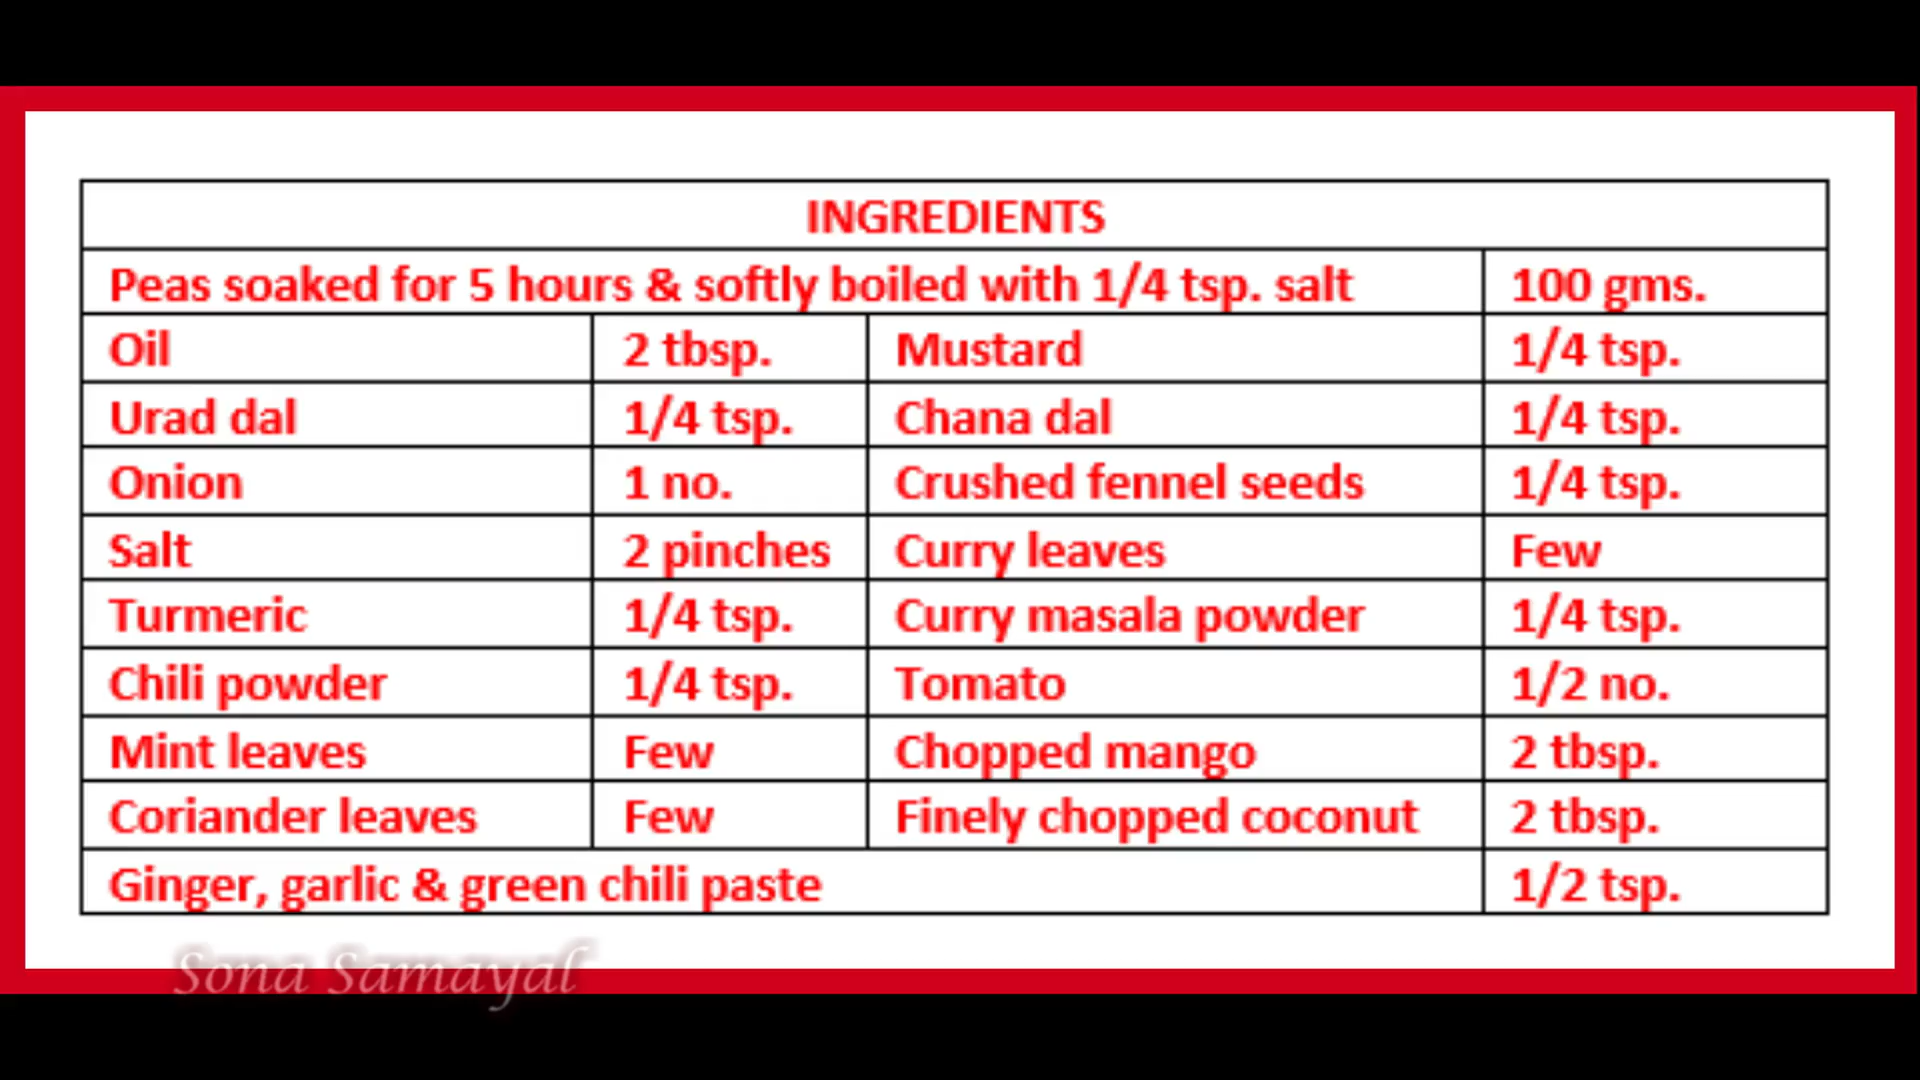 INGREDIENTS
Peas soaked for 5 hours & softly boiled with 1/4 tsp. salt 100 gms.
Oil 2 tbsp. Mustard 1/4 tsp.
Urad dal 1/4 tsp. Chana dal 1/4 tsp.
Onion 1 no. Crushed fennel seeds 1/4 tsp.
Salt 2 pinches Curry leaves Few
Turmeric 1/4 tsp. Curry masala powder 1/4 tsp.
Chili powder 1/4 tsp. Tomato 1/2 no.
Mint leaves Few Chopped mango 2 tbsp.
Coriander leaves Few Finely chopped coconut 2 tbsp.
Ginger, garlic & green chili paste 1/2 tsp.
Sona Samayal